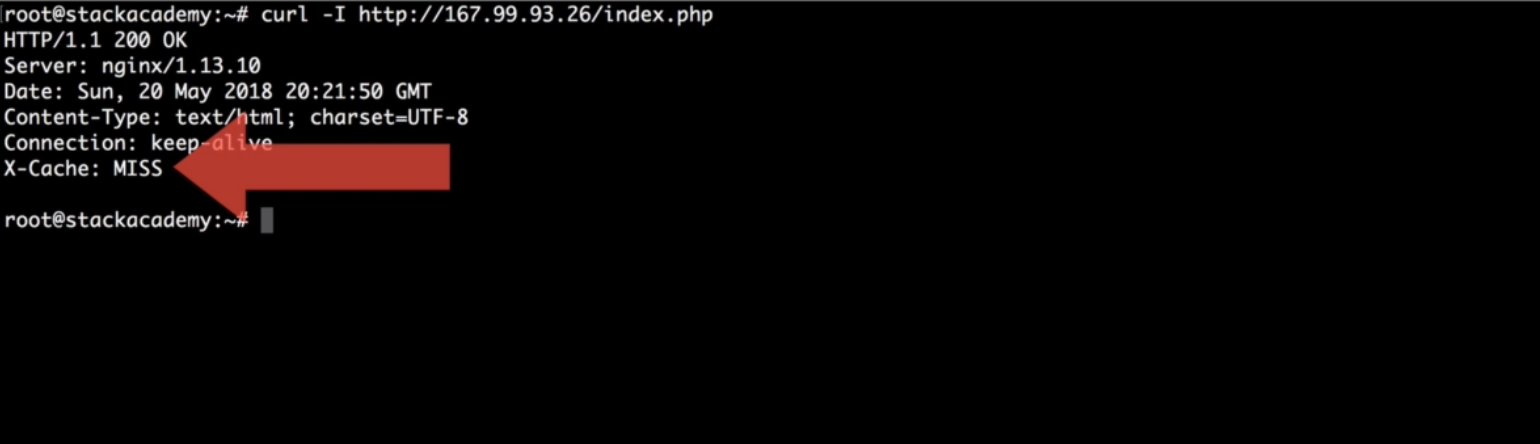 root@stackacademy:~# curl -I http://167.99.93.26/index.php
HTTP/1.1 200 OK
Server: nginx/1.13.10
Date: Sun, 20 May 2018 20:21:50 GMT
Content-Type: text/html; charset=UTF-8
Connection: keep-alive
X-Cache: MISS
root@stackacademy:~#